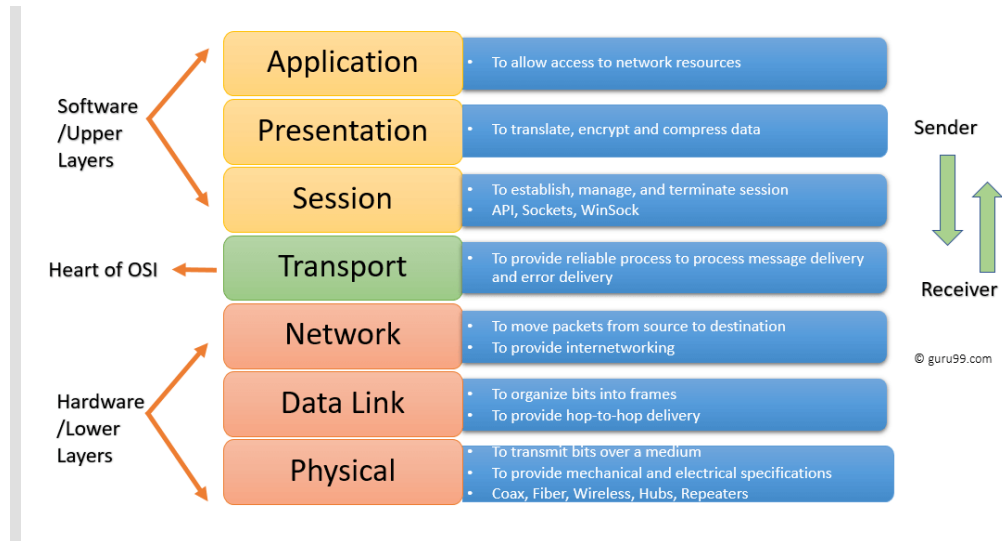 Application
To allow access to network resources
Software
/Upper
Layers
Presentation
To translate, encrypt and compress data
Sender
Session
To establish, manage, and terminate session
API, Sockets, WinSock
Heart of OSI
Transport
To provide reliable process to process message delivery
and error delivery
Receiver
Network
To move packets from source to destination
To provide internetworking
© guru99.com
Hardware
/Lower
Layers
Data Link
To organize bits into frames
To provide hop-to-hop delivery
Physical
To transmit bits over a medium
To provide mechanical and electrical specifications
Coax, Fiber, Wireless, Hubs, Repeaters